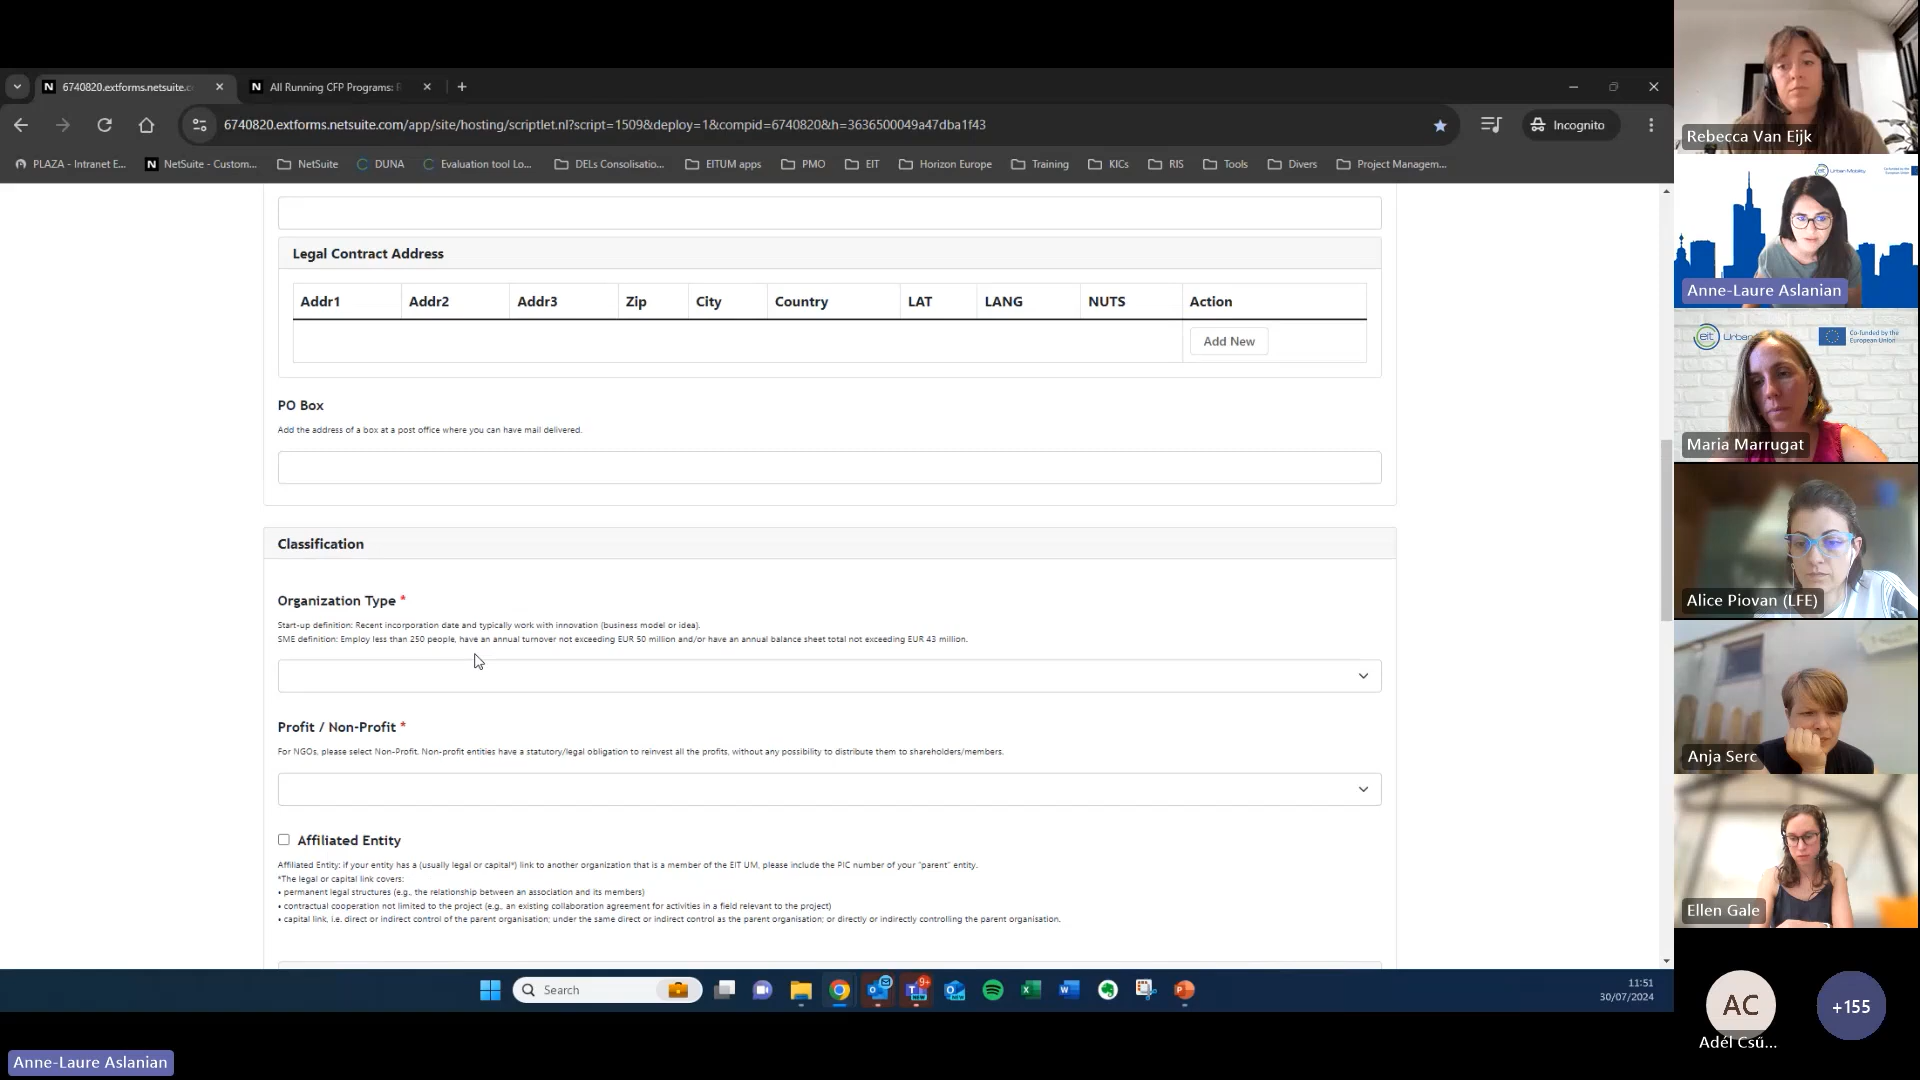 6740820.extforms.netsuite.c
All Running CFP Programs: R
6740820.extforms.netsuite.com/app/site/hosting/scriptlet.nl?script=1509&deploy=1&compid=6740820&h=3636500049a47dba1f43
Incognito
PLAZA - Intranet E...
NetSuite - Custom...
NetSuite
DUNA
Evaluation tool Lo...
DELs Consolisatio...
EITUM apps
PMO
EIT
Horizon Europe
Training
KICs
RIS
Tools
Divers
Project Managem...
Legal Contract Address
Addr1 Addr2 Addr3 Zip City Country LAT LANG NUTS Action
Add New
PO Box
Add the address of a box at a post office where you can have mail delivered.
Classification
Organization Type *
Start-up definition: Recent incorporation date and typically work with innovation (business model or idea).
SME definition: Employ less than 250 people, have an annual turnover not exceeding EUR 50 million and/or have an annual balance sheet total not exceeding EUR 43 million.
Profit / Non-Profit *
For NGOs, please select Non-Profit. Non-profit entities have a statutory/legal obligation to reinvest all the profits, without any possibility to distribute them to shareholders/members.
Affiliated Entity
Affiliated Entity: if your entity has a (usually legal or capital*) link to another organization that is a member of the EIT UM, please include the PIC number of your "parent" entity.
*The legal or capital link covers:
• permanent legal structures (e.g., the relationship between an association and its members)
• contractual cooperation not limited to the project (e.g., an existing collaboration agreement for activities in a field relevant to the project)
• capital link, i.e. direct or indirect control of the parent organisation; under the same direct or indirect control as the parent organisation; or directly or indirectly controlling the parent organisation.
Search
9+
11:51
30/07/2024
Rebecca Van Eijk
eit Urban Mobility
Anne-Laure Aslanian
eit Urban
Co-funded by the
European Union
Maria Marrugat
Alice Piovan (LFE)
Anja Serc
Ellen Gale
AC
+155
Adél Csű...
Anne-Laure Aslanian